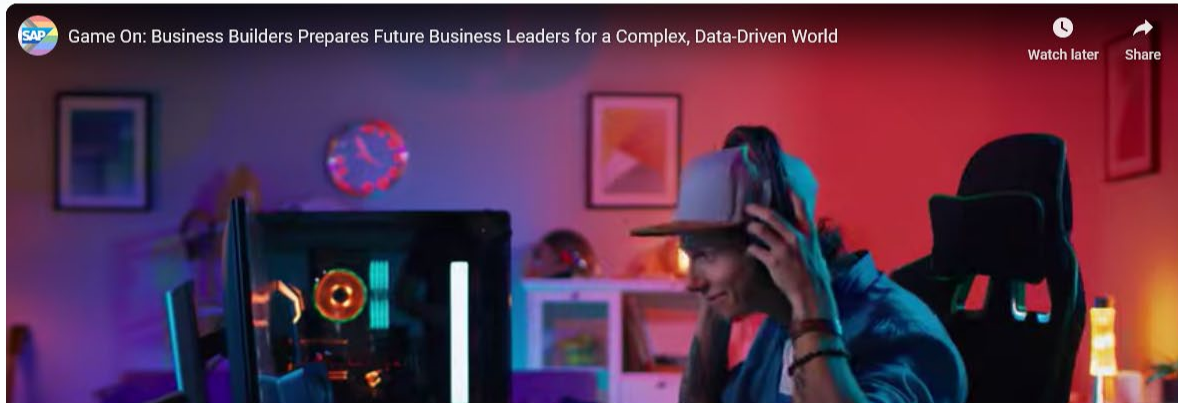 SAP
Game On: Business Builders Prepares Future Business Leaders for a Complex, Data-Driven World
Watch later
Share